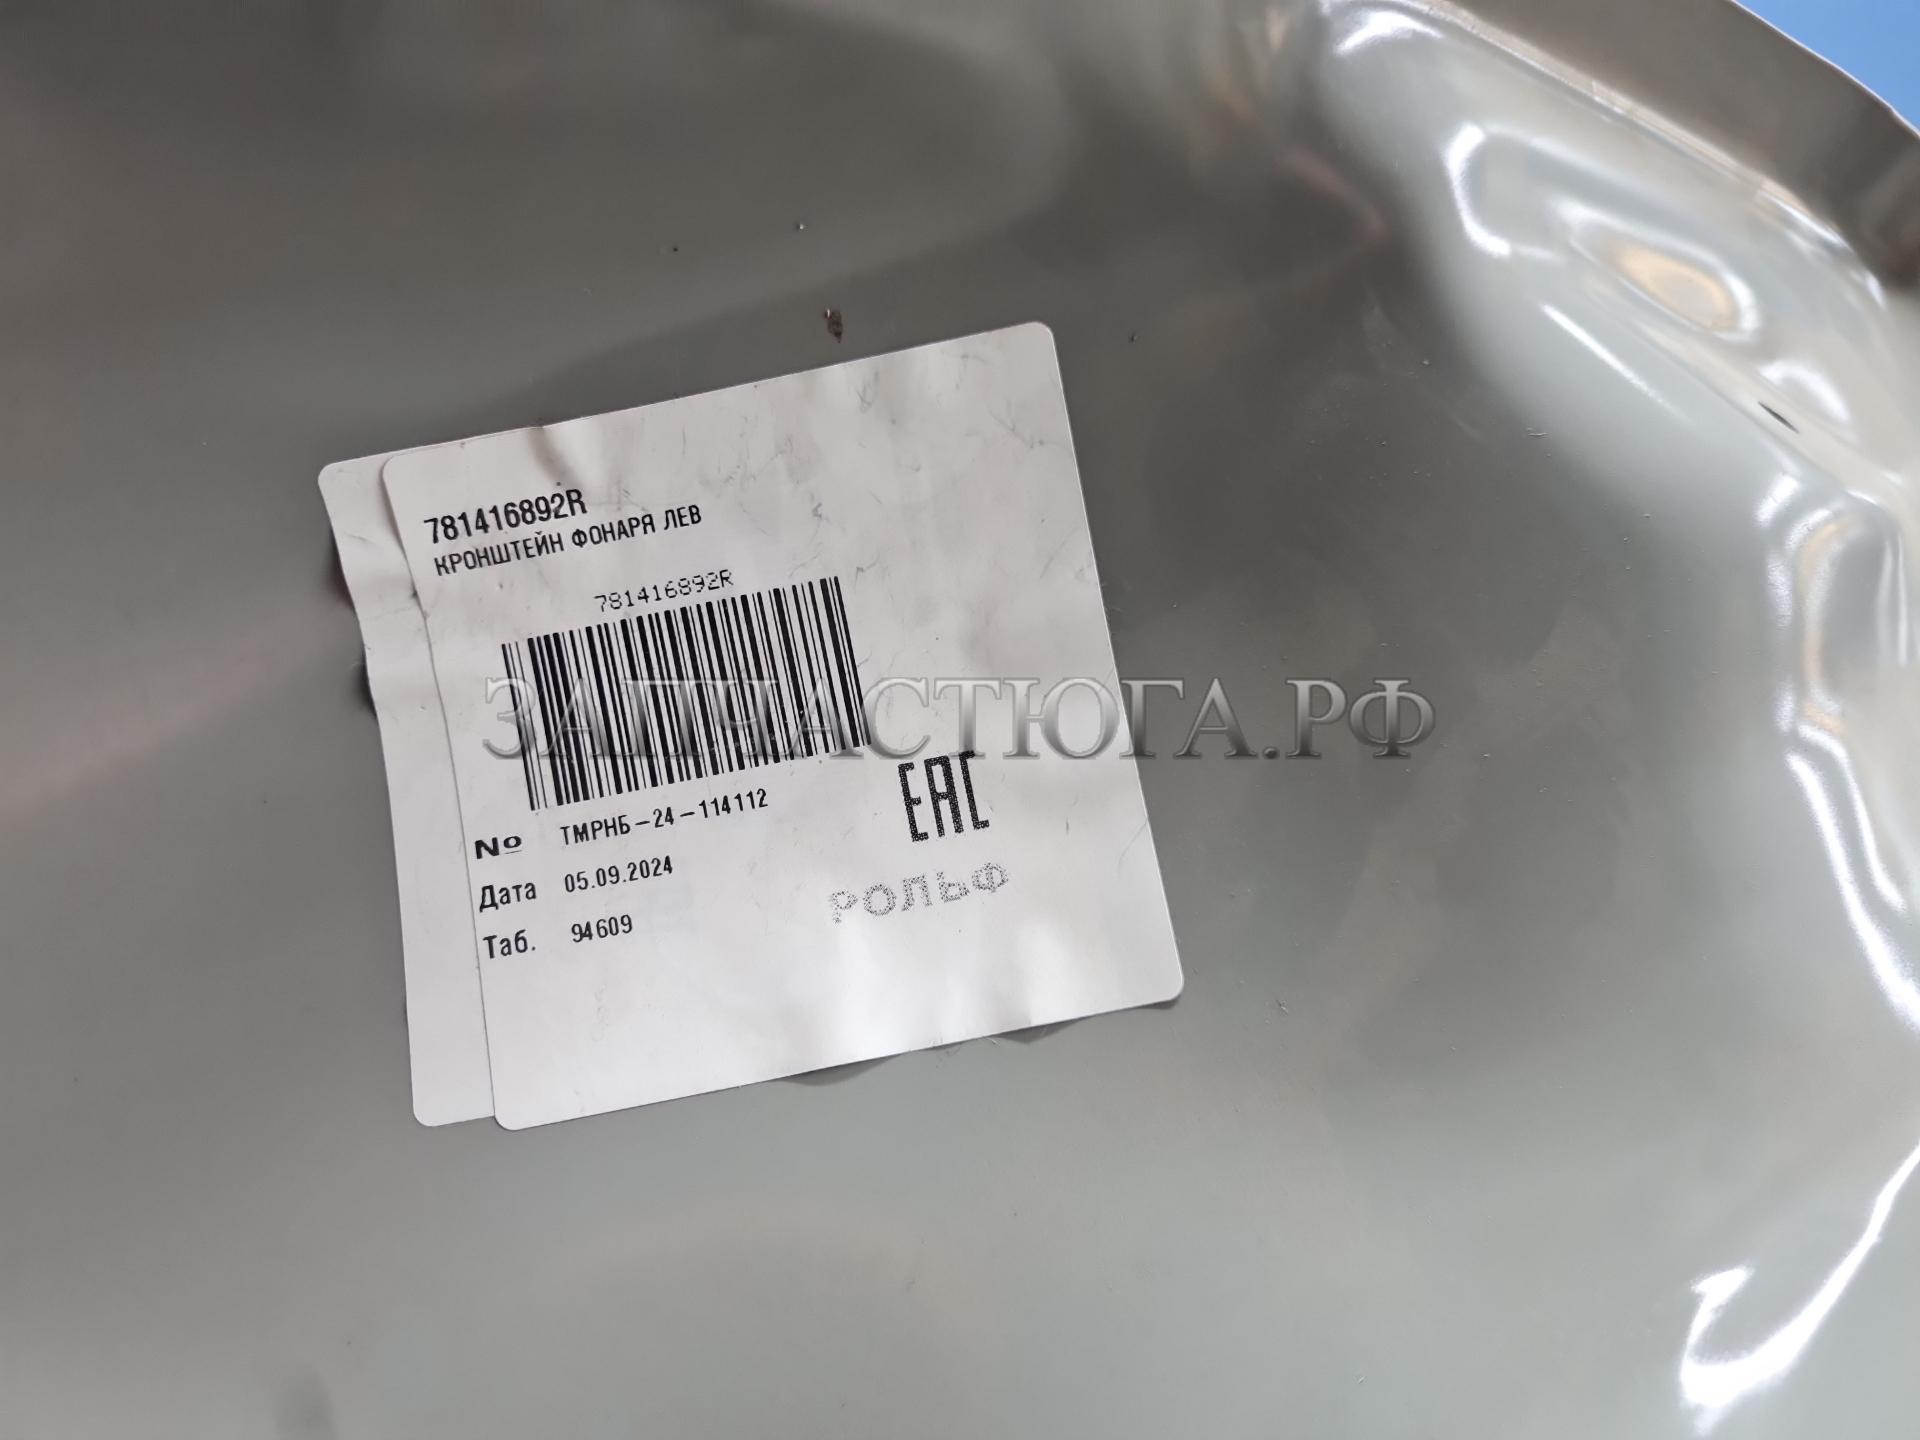 781416892R
КРОНШТЕЙН ФОНАРЯ ЛЕВ
781416892R
ЗАПЧАСТЮГА.РФ
№ ТМРНБ-24-114112
EAC
Дата 05.09.2024
РОЛЬФ
Таб. 94609